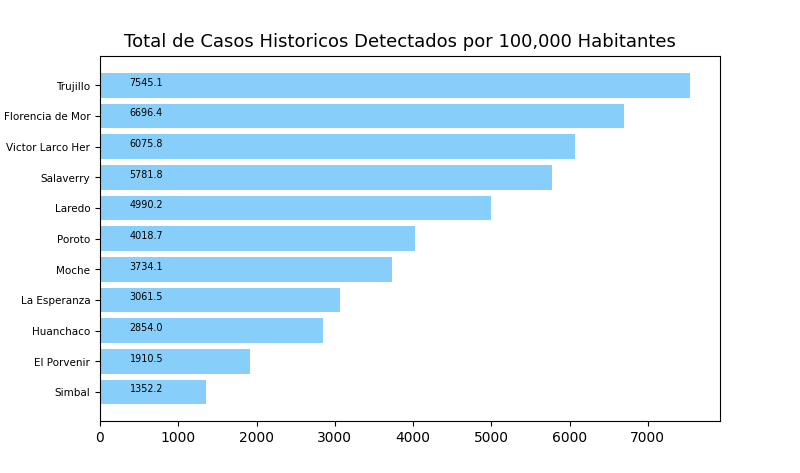 Total de Casos Historicos Detectados por 100,000 Habitantes
Trujillo 7545.1
Florencia de Mor 6696.4
Victor Larco Her 6075.8
Salaverry 5781.8
Laredo 4990.2
Poroto 4018.7
Moche 3734.1
La Esperanza 3061.5
Huanchaco 2854.0
El Porvenir 1910.5
Simbal 1352.2
0 1000 2000 3000 4000 5000 6000 7000